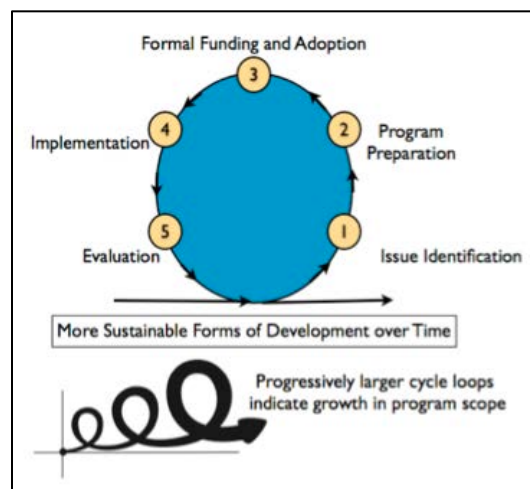 Formal Funding and Adoption
3
4
2
Implementation
Program
Preparation
5
1
Evaluation
Issue Identification
More Sustainable Forms of Development over Time
Progressively larger cycle loops
indicate growth in program scope